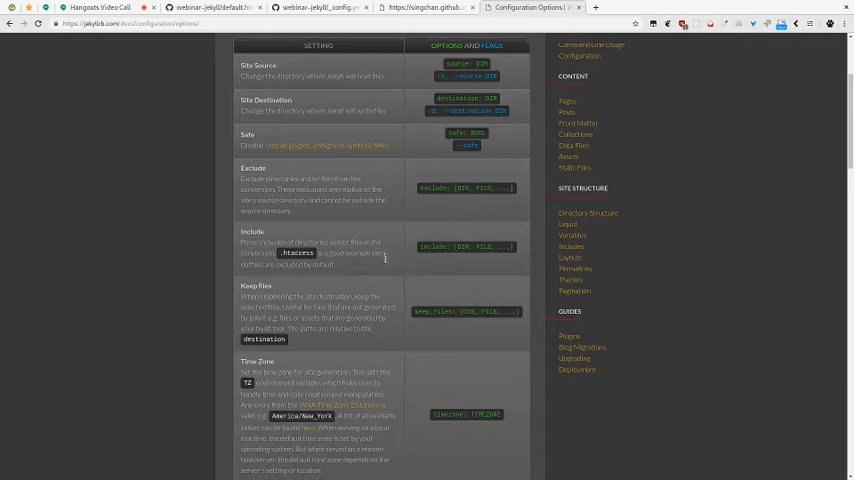 Hangouts Video Call
webinar-jekyll/default.ht
webinar-jekyll/_config.y
https://singchan.github.io
Configuration Options |
https://jekyllrb.com/docs/configuration/options/
SETTING
OPTIONS AND FLAGS
Site Source
Change the directory where Jekyll will read files
source: DIR
-s, --source DIR
Site Destination
Change the directory where Jekyll will write files
destination: DIR
-d, --destination DIR
Safe
Disable custom plugins, and ignore symbolic links.
safe: BOOL
--safe
Exclude
Exclude directories and/or files from the
conversion. These exclusions are relative to the
site's source directory and cannot be outside the
source directory.
exclude: [DIR, FILE, ...]
Include
Force inclusion of directories and/or files in the
conversion. .htaccess is a good example since
dotfiles are excluded by default.
include: [DIR, FILE, ...]
Keep files
When clobbering the site destination, keep the
selected files. Useful for files that are not generated
by jekyll; e.g. files or assets that are generated by
your build tool. The paths are relative to the
destination
keep_files: [DIR, FILE, ...]
Time Zone
Set the time zone for site generation. This sets the
TZ environment variable, which Ruby uses to
handle time and date creation and manipulation.
Any entry from the IANA Time Zone Database is
valid, e.g. America/New_York . A list of all available
values can be found here. When serving on a local
machine, the default time zone is set by your
operating system. But when served on a remote
host/server, the default time zone depends on the
server's setting or location.
timezone: TIMEZONE
Command Line Usage
Configuration
CONTENT
Pages
Posts
Front Matter
Collections
Data Files
Assets
Static Files
SITE STRUCTURE
Directory Structure
Liquid
Variables
Includes
Layouts
Permalinks
Themes
Pagination
GUIDES
Plugins
Blog Migrations
Upgrading
Deployment